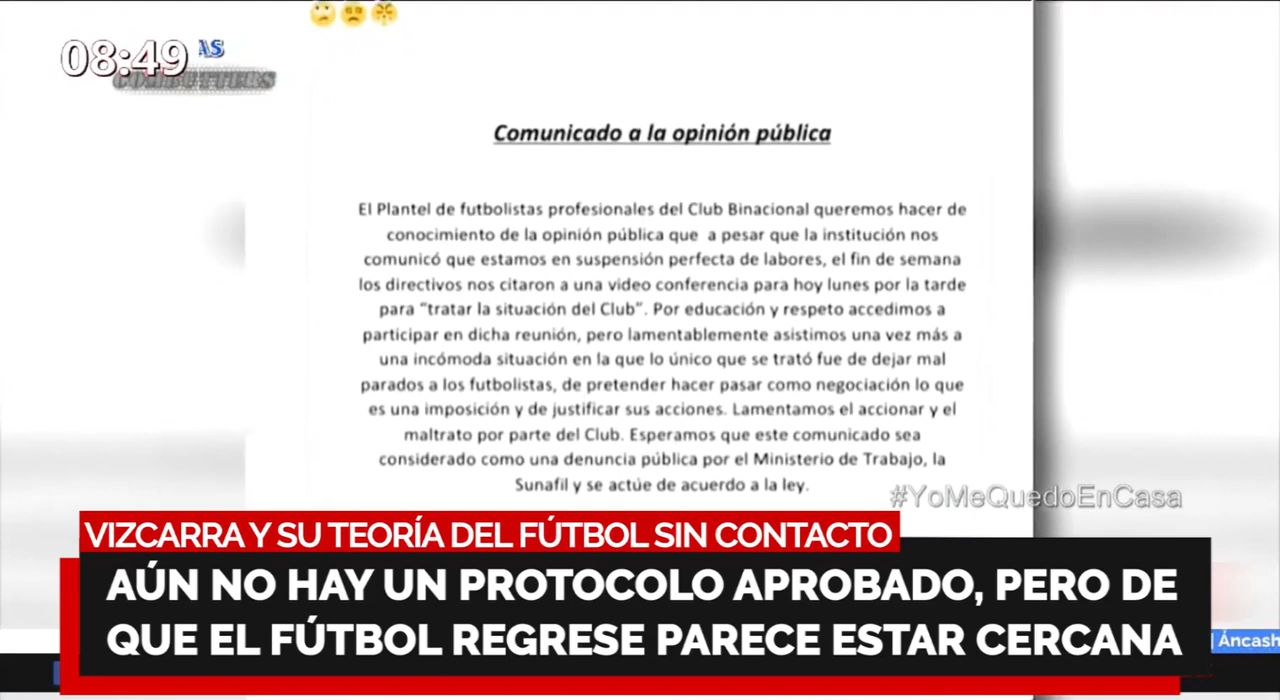 08:49
AS
Comunicado a la opinión pública
El Plantel de futbolistas profesionales del Club Binacional queremos hacer de
conocimiento de la opinión pública que a pesar que la institución nos
comunicó que estamos en suspensión perfecta de labores, el fin de semana
los directivos nos citaron a una video conferencia para hoy lunes por la tarde
para "tratar la situación del Club". Por educación y respeto accedimos a
participar en dicha reunión, pero lamentablemente asistimos una vez más a
una incómoda situación en la que lo único que se trató fue de dejar mal
parados a los futbolistas, de pretender hacer pasar como negociación lo que
es una imposición y de justificar sus acciones. Lamentamos el accionar y el
maltrato por parte del Club. Esperamos que este comunicado sea
considerado como una denuncia pública por el Ministerio de Trabajo, la
Sunafil y se actúe de acuerdo a la ley.
#YoMeQuedoEnCasa
VIZCARRA Y SU TEORÍA DEL FÚTBOL SIN CONTACTO
AÚN NO HAY UN PROTOCOLO APROBADO, PERO DE
QUE EL FÚTBOL REGRESE PARECE ESTAR CERCANA
| Áncash